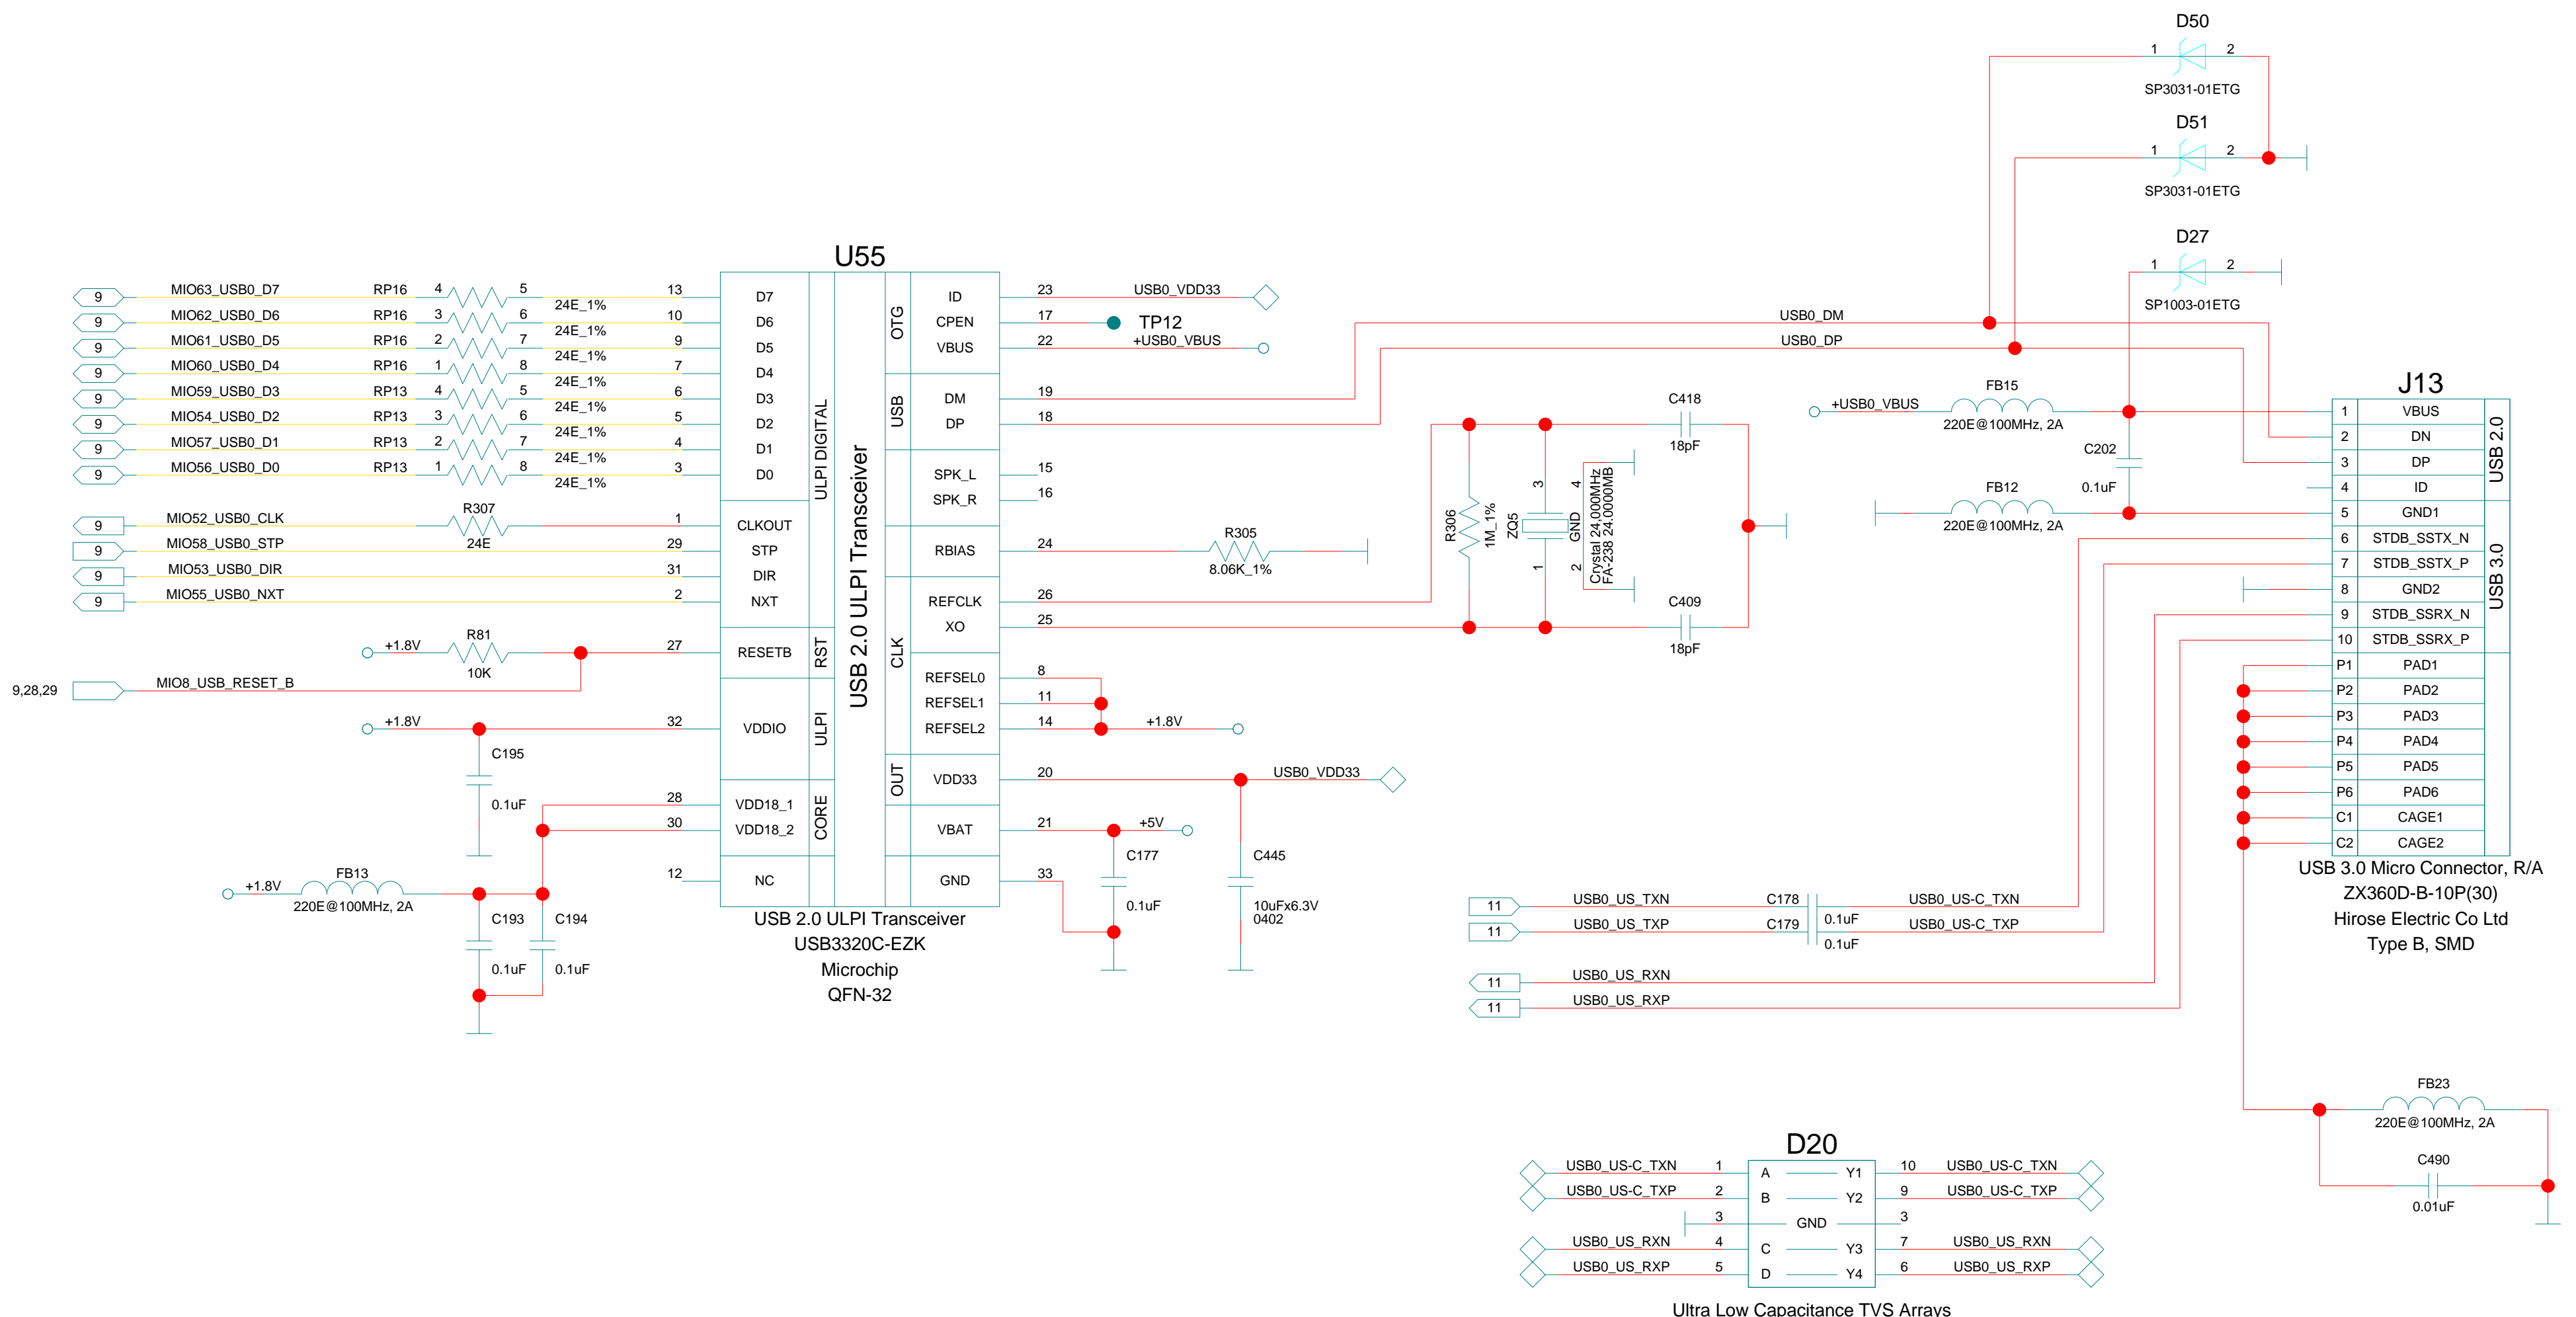 D50
1 2
SP3031-01ETG
D51
1 2
SP3031-01ETG
D27
1 2
SP1003-01ETG
U55
9 MIO63_USB0_D7 RP16 4 5 24E_1% 13 D7
9 MIO62_USB0_D6 RP16 3 6 24E_1% 10 D6
9 MIO61_USB0_D5 RP16 2 7 24E_1% 9 D5
9 MIO60_USB0_D4 RP16 1 8 24E_1% 7 D4
9 MIO59_USB0_D3 RP13 4 5 24E_1% 6 D3
9 MIO54_USB0_D2 RP13 3 6 24E_1% 5 D2
9 MIO57_USB0_D1 RP13 2 7 24E_1% 4 D1
9 MIO56_USB0_D0 RP13 1 8 24E_1% 3 D0
R307
9 MIO52_USB0_CLK 1 CLKOUT
24E
9 MIO58_USB0_STP 29 STP
9 MIO53_USB0_DIR 31 DIR
9 MIO55_USB0_NXT 2 NXT
R81
+1.8V 27 RESETB
10K
9,28,29 MIO8_USB_RESET_B
+1.8V 32 VDDIO
C195
0.1uF
28 VDD18_1
30 VDD18_2
12 NC
FB13
+1.8V
220E@100MHz, 2A
C193 C194
0.1uF 0.1uF
ULPI DIGITAL
RST
ULPI
CORE
USB 2.0 ULPI Transceiver
OTG
USB
CLK
OUT
ID 23 USB0_VDD33
CPEN 17 TP12
VBUS 22 +USB0_VBUS
DM 19
DP 18
SPK_L 15
SPK_R 16
RBIAS 24
R305
8.06K_1%
REFCLK 26
XO 25
REFSEL0 8
REFSEL1 11
REFSEL2 14 +1.8V
VDD33 20 USB0_VDD33
VBAT 21 +5V
GND 33
C177
0.1uF
C445
10uFx6.3V
0402
USB 2.0 ULPI Transceiver
USB3320C-EZK
Microchip
QFN-32
USB0_DM
USB0_DP
C418
18pF
R306
1M_1%
ZQ5
3
1
4
GND
2
Crystal 24,000MHz
FA-238 24.0000MB
C409
18pF
FB15
+USB0_VBUS
220E@100MHz, 2A
C202
0.1uF
FB12
220E@100MHz, 2A
J13
1 VBUS
2 DN
3 DP
4 ID
5 GND1
6 STDB_SSTX_N
7 STDB_SSTX_P
8 GND2
9 STDB_SSRX_N
10 STDB_SSRX_P
P1 PAD1
P2 PAD2
P3 PAD3
P4 PAD4
P5 PAD5
P6 PAD6
C1 CAGE1
C2 CAGE2
USB 2.0
USB 3.0
USB 3.0 Micro Connector, R/A
ZX360D-B-10P(30)
Hirose Electric Co Ltd
Type B, SMD
11 USB0_US_TXN C178 0.1uF USB0_US-C_TXN
11 USB0_US_TXP C179 0.1uF USB0_US-C_TXP
11 USB0_US_RXN
11 USB0_US_RXP
FB23
220E@100MHz, 2A
C490
0.01uF
D20
USB0_US-C_TXN 1 A Y1 10 USB0_US-C_TXN
USB0_US-C_TXP 2 B Y2 9 USB0_US-C_TXP
3 GND 3
USB0_US_RXN 4 C Y3 7 USB0_US_RXN
USB0_US_RXP 5 D Y4 6 USB0_US_RXP
Ultra Low Capacitance TVS Arrays